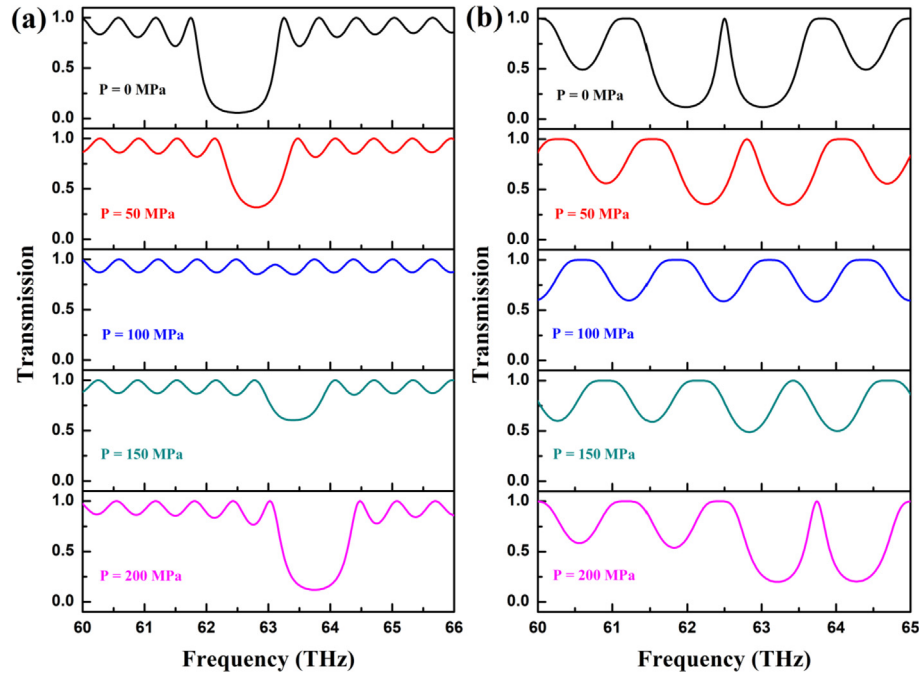 (a)
Transmission
1.0
0.5
0.0
P = 0 MPa
1.0
0.5
0.0
P = 50 MPa
1.0
0.5
0.0
P = 100 MPa
1.0
0.5
0.0
P = 150 MPa
1.0
0.5
0.0
P = 200 MPa
60 61 62 63 64 65 66
Frequency (THz)
(b)
Transmission
1.0
0.5
0.0
P = 0 MPa
1.0
0.5
0.0
P = 50 MPa
1.0
0.5
0.0
P = 100 MPa
1.0
0.5
0.0
P = 150 MPa
1.0
0.5
0.0
P = 200 MPa
60 61 62 63 64 65
Frequency (THz)